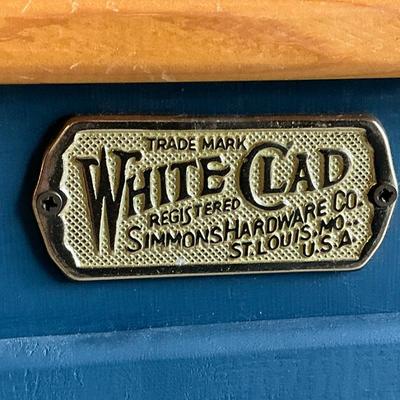 TRADE MARK
WHITE CLAD
REGISTERED
SIMMONS HARDWARE CO.
ST. LOUIS, MO.,
U.S.A.